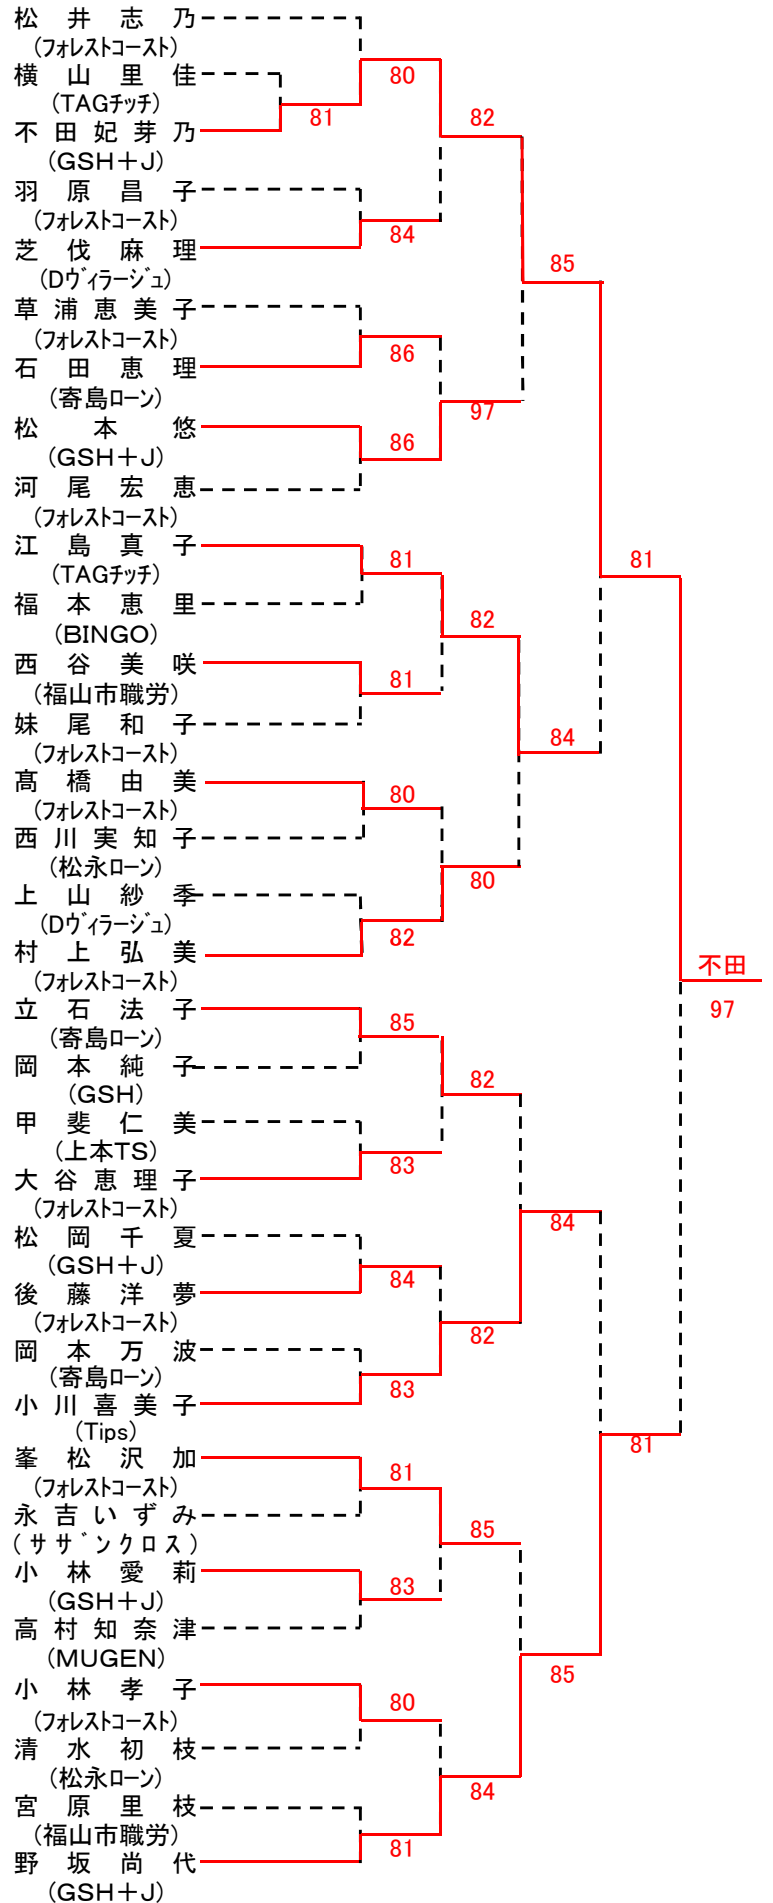 松井志乃
(フォレストコースト)
80
横山里佳
(TAGチッチ)
81
82
不田妃芽乃
(GSH＋J)
羽原昌子
(フォレストコースト)
84
芝伐麻理
(Dヴィラージュ)
85
草浦恵美子
(フォレストコースト)
86
石田恵理
(寄島ローン)
97
松本悠
(GSH＋J)
86
河尾宏恵
(フォレストコースト)
江島真子
(TAGチッチ)
81
81
福本恵里
(BINGO)
82
西谷美咲
(福山市職労)
81
妹尾和子
(フォレストコースト)
84
髙橋由美
(フォレストコースト)
80
西川実知子
(松永ローン)
80
上山紗季
(Dヴィラージュ)
82
村上弘美
(フォレストコースト)
不田
97
立石法子
(寄島ローン)
85
岡本純子
(GSH)
82
甲斐仁美
(上本TS)
83
大谷恵理子
(フォレストコースト)
84
松岡千夏
(GSH＋J)
84
後藤洋夢
(フォレストコースト)
82
岡本万波
(寄島ローン)
83
小川喜美子
(Tips)
81
峯松沢加
(フォレストコースト)
81
永吉いずみ
(ササﾞンクロス)
85
小林愛莉
(GSH＋J)
83
高村知奈津
(MUGEN)
85
小林孝子
(フォレストコースト)
80
清水初枝
(松永ローン)
84
宮原里枝
(福山市職労)
81
野坂尚代
(GSH＋J)